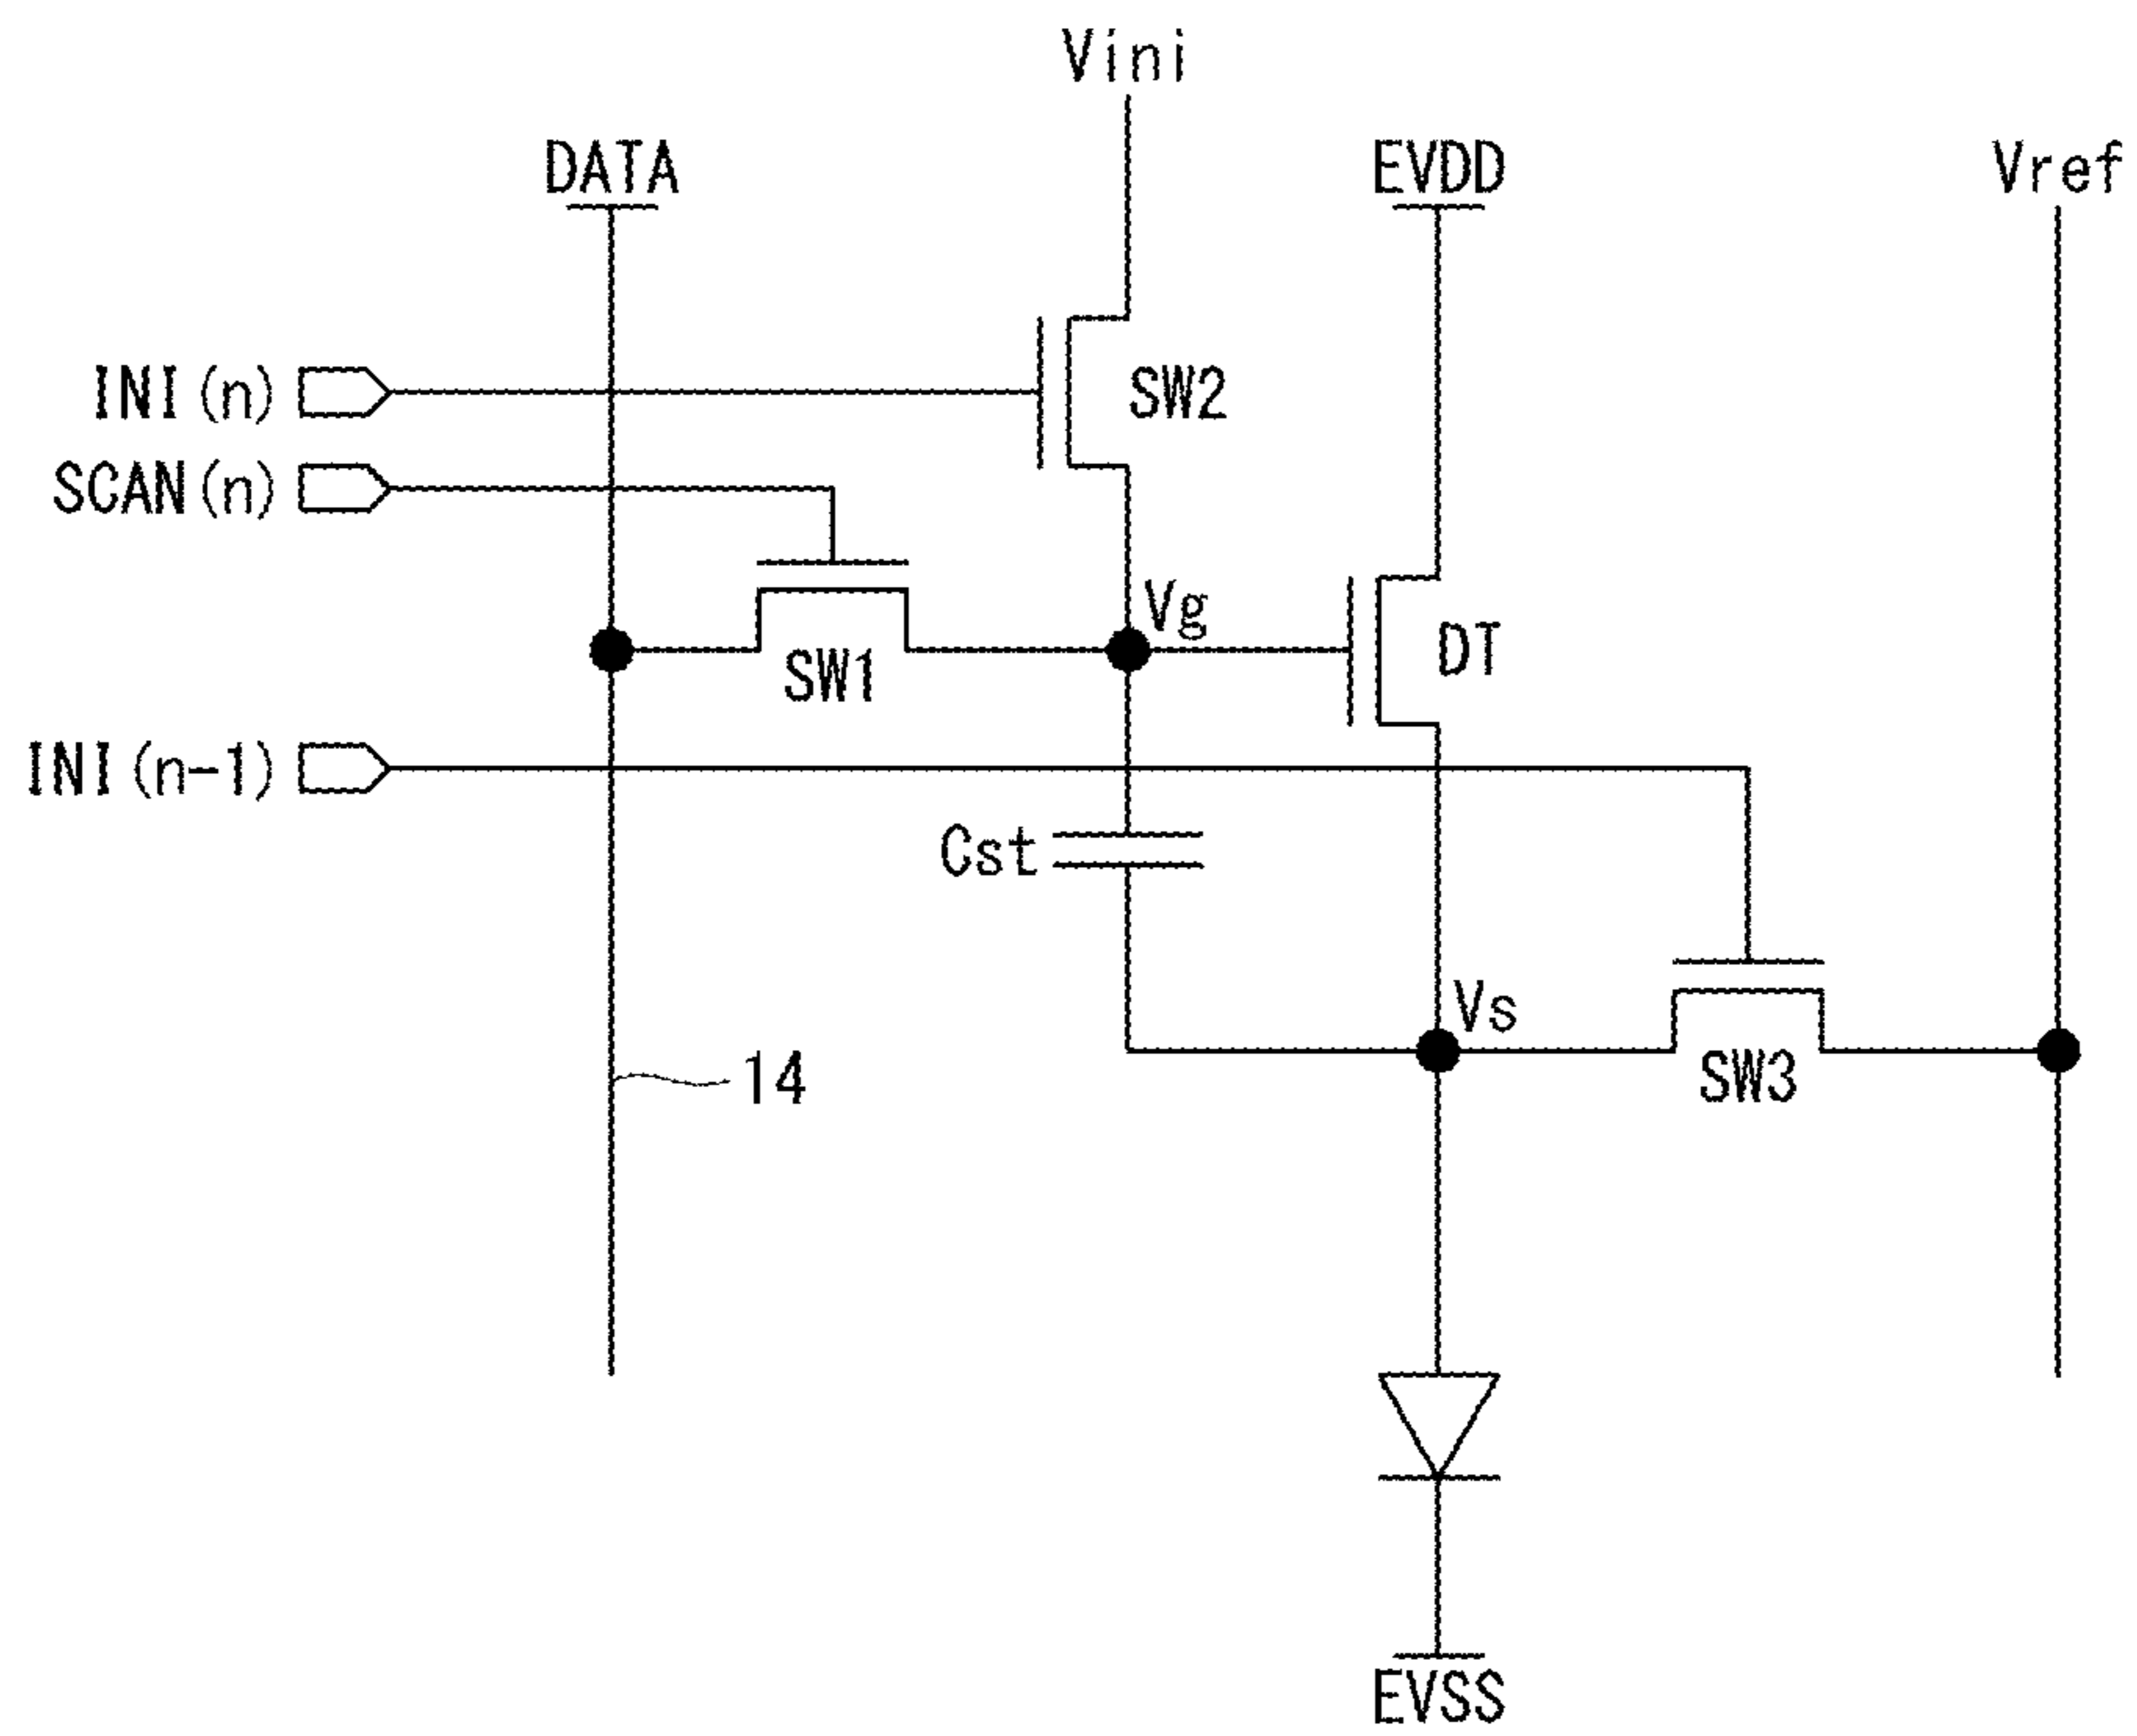 Vini
DATA
EVDD
Vref
INI(n)
SW2
SCAN(n)
Vg
SW1
DT
INI(n-1)
Cst
Vs
14
SW3
EVSS